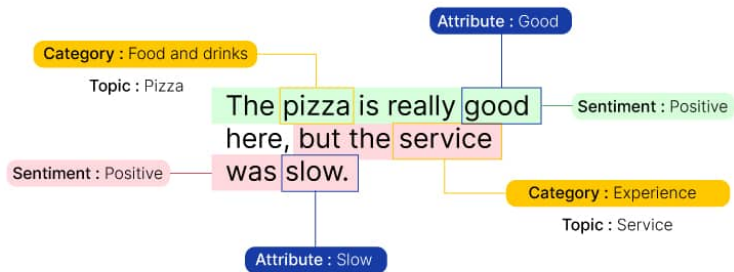 Attribute : Good
Category : Food and drinks
Topic : Pizza
The pizza is really good
Sentiment : Positive
here, but the service
was slow.
Sentiment : Positive
Category : Experience
Topic : Service
Attribute : Slow